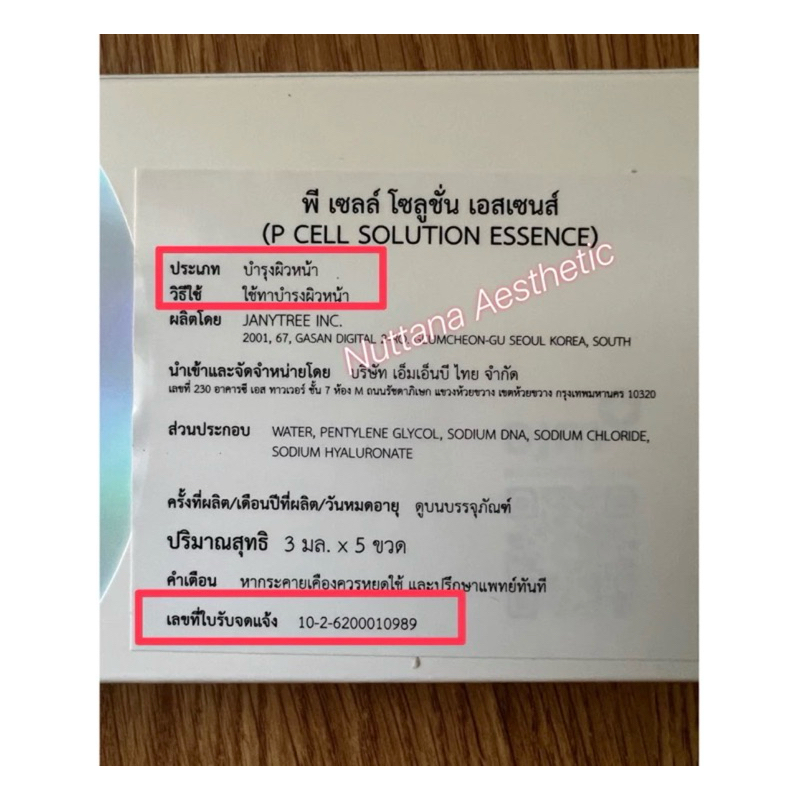 พี เซลล์ โซลูชั่น เอสเซนส์
(P CELL SOLUTION ESSENCE)
ประเภท บำรุงผิวหน้า
วิธีใช้ ใช้ทาบำรุงผิวหน้า
ผลิตโดย JANYTREE INC.
2001, 67, GASAN DIGITAL GEUMCHEON-GU SEOUL KOREA, SOUTH
Nuttana Aesthetic
นำเข้าและจัดจำหน่ายโดย บริษัท เอ็มเอ็นบี ไทย จำกัด
เลขที่ 230 อาคารซี เอส ทาวเวอร์ ชั้น 7 ห้อง M ถนนรัชดาภิเษก แขวงห้วยขวาง เขตห้วยขวาง กรุงเทพมหานคร 10320
ส่วนประกอบ WATER, PENTYLENE GLYCOL, SODIUM DNA, SODIUM CHLORIDE,
SODIUM HYALURONATE
ครั้งที่ผลิต/เดือนปีที่ผลิต/วันหมดอายุ ดูบนบรรจุภัณฑ์
ปริมาณสุทธิ 3 มล. x 5 ขวด
คำเตือน หากระคายเคืองควรหยุดใช้ และปรึกษาแพทย์ทันที
เลขที่ใบรับจดแจ้ง 10-2-6200010989